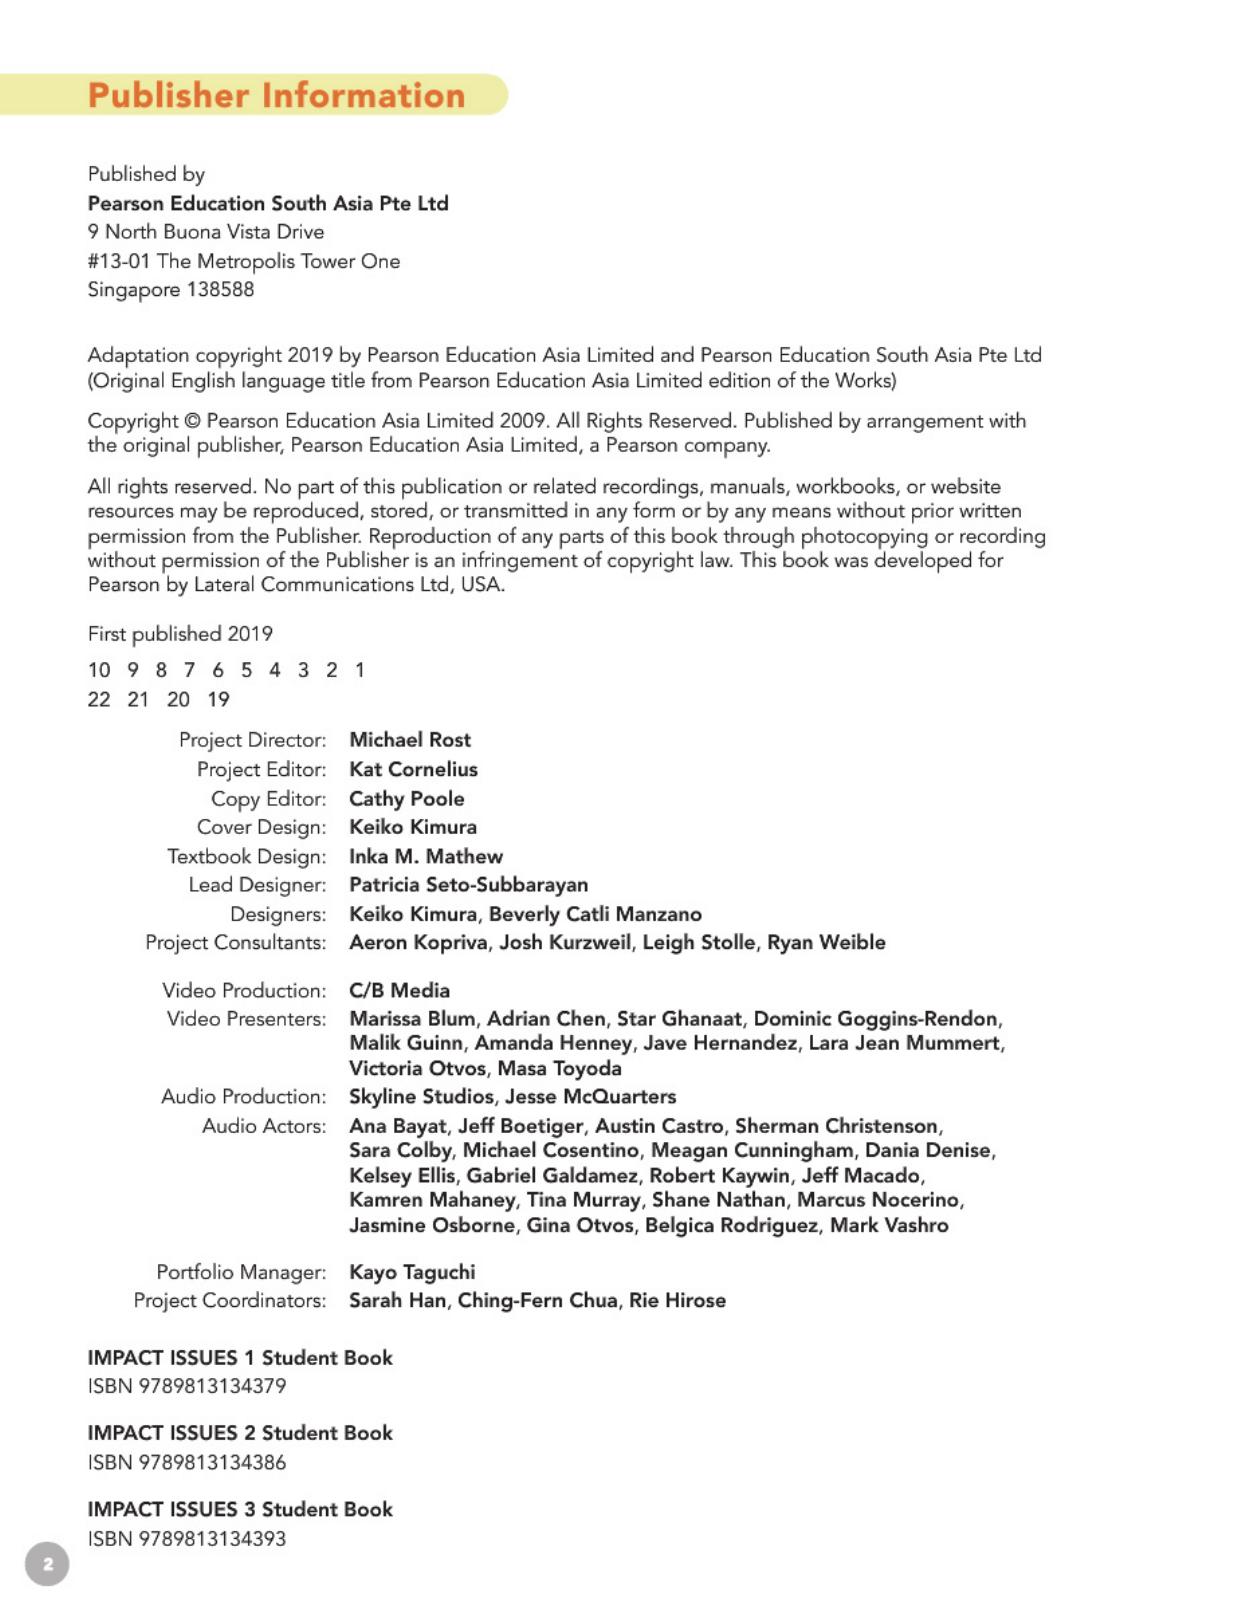 Publisher Information
Published by
Pearson Education South Asia Pte Ltd
9 North Buona Vista Drive
#13-01 The Metropolis Tower One
Singapore 138588
Adaptation copyright 2019 by Pearson Education Asia Limited and Pearson Education South Asia Pte Ltd
(Original English language title from Pearson Education Asia Limited edition of the Works)
Copyright © Pearson Education Asia Limited 2009. All Rights Reserved. Published by arrangement with
the original publisher, Pearson Education Asia Limited, a Pearson company.
All rights reserved. No part of this publication or related recordings, manuals, workbooks, or website
resources may be reproduced, stored, or transmitted in any form or by any means without prior written
permission from the Publisher. Reproduction of any parts of this book through photocopying or recording
without permission of the Publisher is an infringement of copyright law. This book was developed for
Pearson by Lateral Communications Ltd, USA.
First published 2019
10 9 8 7 6 5 4 3 2 1
22 21 20 19
Project Director: Michael Rost
Project Editor: Kat Cornelius
Copy Editor: Cathy Poole
Cover Design: Keiko Kimura
Textbook Design: Inka M. Mathew
Lead Designer: Patricia Seto-Subbarayan
Designers: Keiko Kimura, Beverly Catli Manzano
Project Consultants: Aeron Kopriva, Josh Kurzweil, Leigh Stolle, Ryan Weible
Video Production: C/B Media
Video Presenters: Marissa Blum, Adrian Chen, Star Ghanaat, Dominic Goggins-Rendon,
Malik Guinn, Amanda Henney, Jave Hernandez, Lara Jean Mummert,
Victoria Otvos, Masa Toyoda
Audio Production: Skyline Studios, Jesse McQuarters
Audio Actors: Ana Bayat, Jeff Boetiger, Austin Castro, Sherman Christenson,
Sara Colby, Michael Cosentino, Meagan Cunningham, Dania Denise,
Kelsey Ellis, Gabriel Galdamez, Robert Kaywin, Jeff Macado,
Kamren Mahaney, Tina Murray, Shane Nathan, Marcus Nocerino,
Jasmine Osborne, Gina Otvos, Belgica Rodriguez, Mark Vashro
Portfolio Manager: Kayo Taguchi
Project Coordinators: Sarah Han, Ching-Fern Chua, Rie Hirose
IMPACT ISSUES 1 Student Book
ISBN 9789813134379
IMPACT ISSUES 2 Student Book
ISBN 9789813134386
IMPACT ISSUES 3 Student Book
ISBN 9789813134393
2